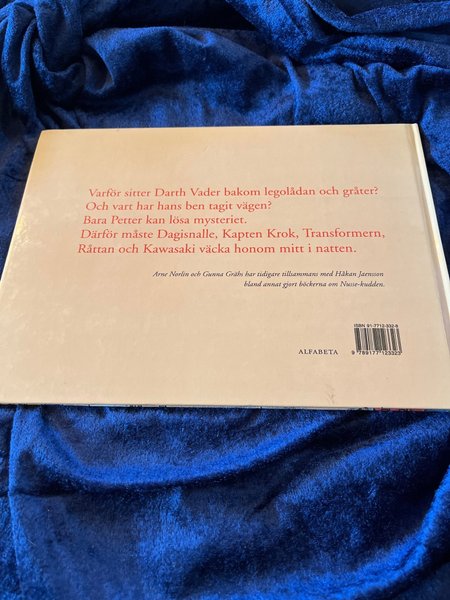 Varför sitter Darth Vader bakom legolådan och gråter?
Och vart har hans ben tagit vägen?
Bara Petter kan lösa mysteriet.
Därför måste Dagisnalle, Kapten Krok, Transformern,
Råttan och Kawasaki väcka honom mitt i natten.
Arne Norlin och Gunna Grähs har tidigare tillsammans med Håkan Jaensson
bland annat gjort böckerna om Nusse-kudden.
ISBN 91-7712-332-8
ALFABETA
9 789177 123323